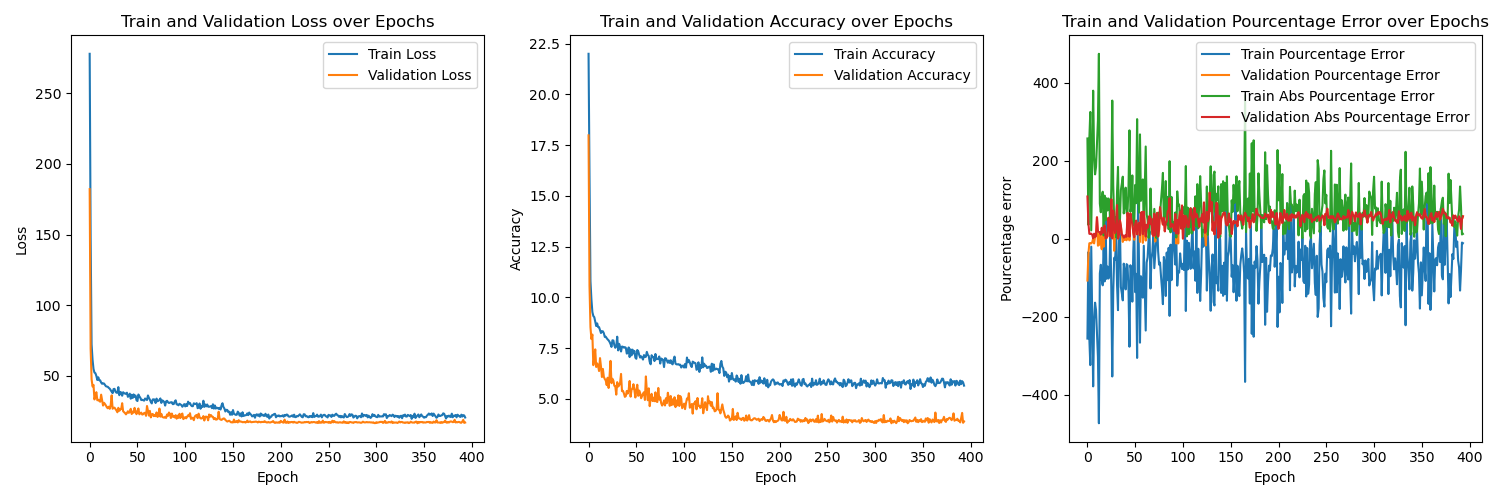 Train and Validation Loss over Epochs
Train Loss
Validation Loss
Loss
250
200
150
100
50
0
50
100
150
200
250
300
350
400
Epoch
Train and Validation Accuracy over Epochs
Train Accuracy
Validation Accuracy
Accuracy
22.5
20.0
17.5
15.0
12.5
10.0
7.5
5.0
0
50
100
150
200
250
300
350
400
Epoch
Train and Validation Pourcentage Error over Epochs
Train Pourcentage Error
Validation Pourcentage Error
Train Abs Pourcentage Error
Validation Abs Pourcentage Error
Pourcentage error
400
200
0
−200
−400
0
50
100
150
200
250
300
350
400
Epoch